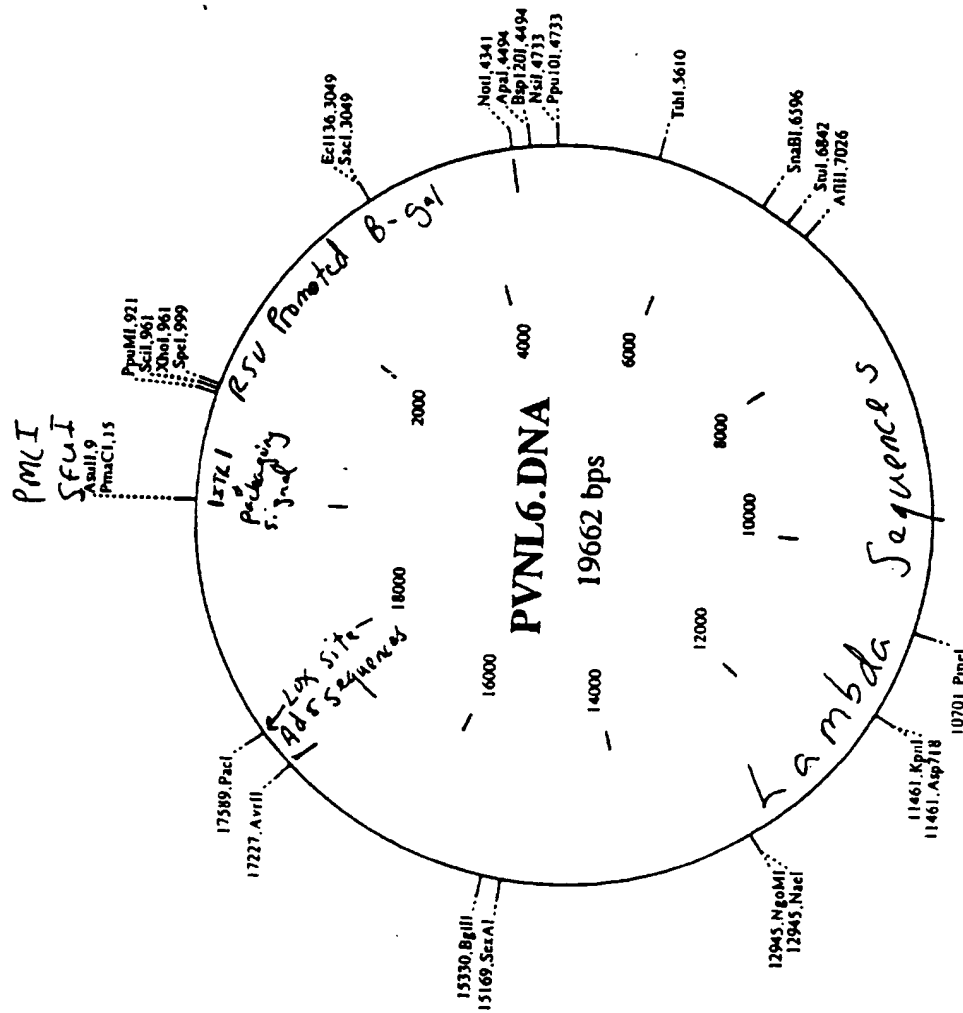 PMLI
SFUI
AsuII,9
PmaCI,15
PpuMI,921
SciI,961
XhoI,961
SpeI,999
Ecl136,3049
SacI,3049
NotI,4341
ApaI,4494
Bsp120I,4494
NsiI,4733
Ppu10I,4733
TthI,5610
SnaBI,6596
StuI,6842
AflII,7026
10701,PmeI
11461,KpnI
11461,Asp718
12945,NgoMI
12945,NaeI
15169,SexAI
15330,BglII
17227,AvrII
17589,PacI
Packaging
Signal
RSV Promoted B-gal
Lambda Sequences
Lox Site
Ad5 Sequences
2000
4000
6000
8000
10000
12000
14000
16000
18000
PVNL6.DNA
19662 bps